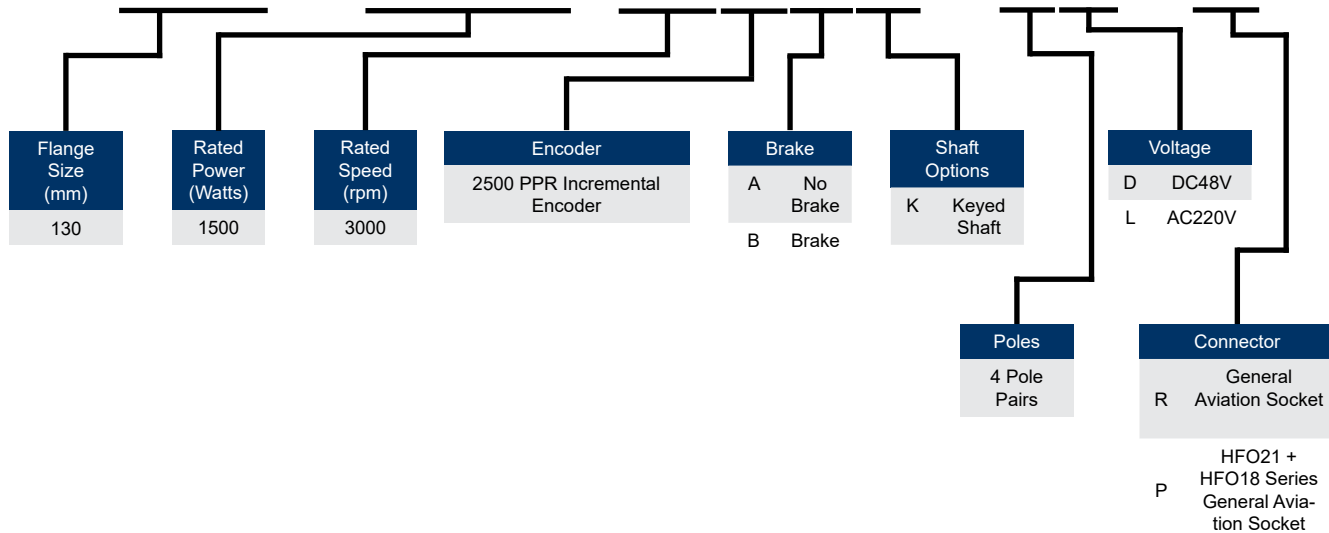 Flange
Size
(mm)
130
Rated
Power
(Watts)
1500
Rated
Speed
(rpm)
3000
Encoder
2500 PPR Incremental
Encoder
Brake
A No
Brake
B Brake
Shaft
Options
K Keyed
Shaft
Voltage
D DC48V
L AC220V
Poles
4 Pole
Pairs
Connector
General
R Aviation Socket
HFO21 +
HFO18 Series
P General Avia-
tion Socket